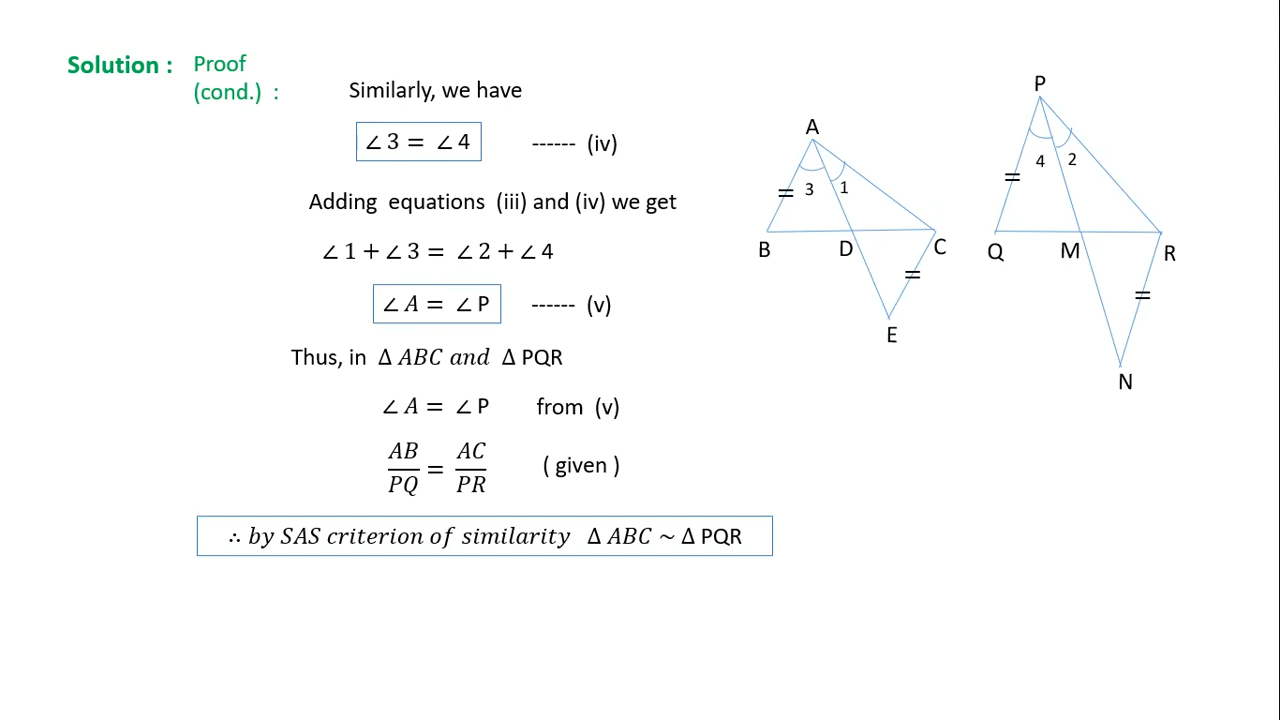 Solution : Proof
(cond.) :
Similarly, we have
∠3 = ∠4 ------ (iv)
Adding equations (iii) and (iv) we get
∠1 + ∠3 = ∠2 + ∠4
∠A = ∠P ------ (v)
Thus, in Δ ABC and Δ PQR
∠A = ∠P from (v)
AB/PQ = AC/PR ( given )
∴ by SAS criterion of similarity Δ ABC ~ Δ PQR
A
= 3 1
B D C
=
E
P
4 2
=
Q M R
=
N